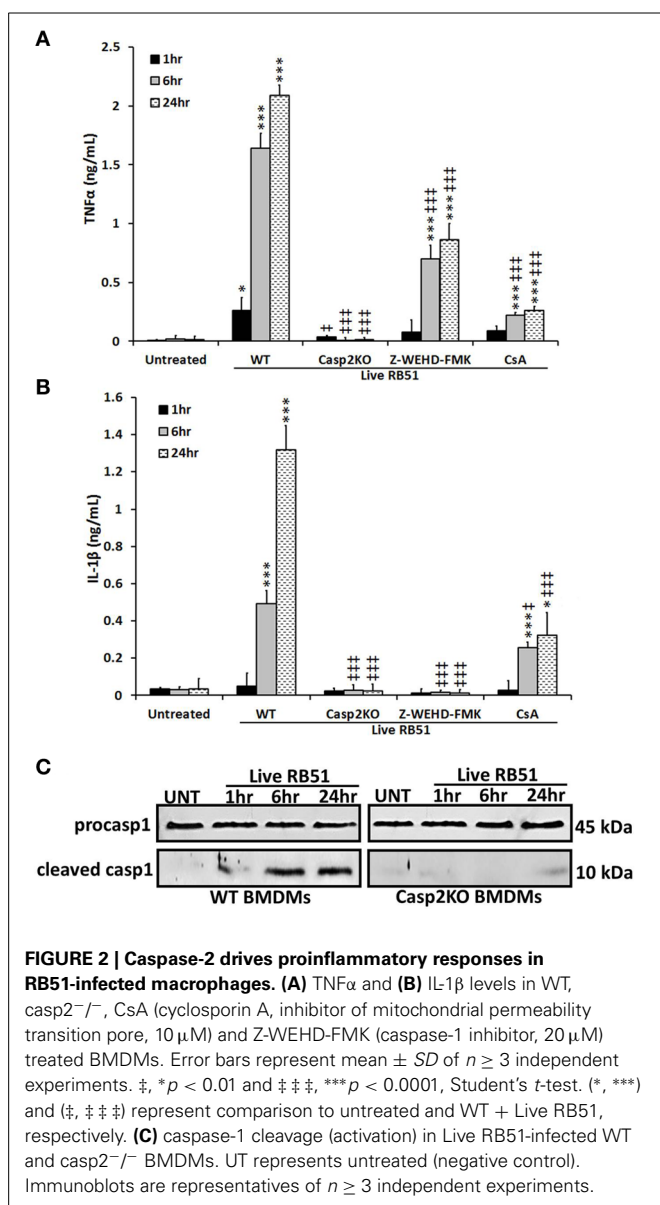 A
2.5
2
1.5
1
0.5
0
TNFα (ng/mL)
1hr
6hr
24hr
*
***
***
‡
‡‡‡
‡‡‡
***‡‡‡
***‡‡‡
***‡‡‡
***‡‡‡
Untreated WT Casp2KO Z-WEHD-FMK CsA
Live RB51
B
1.6
1.4
1.2
1
0.8
0.6
0.4
0.2
0
IL-1β (ng/mL)
1hr
6hr
24hr
***
***
‡‡‡
‡‡‡
‡‡‡
‡‡‡
***‡
*‡‡‡
Untreated WT Casp2KO Z-WEHD-FMK CsA
Live RB51
C
Live RB51 Live RB51
UNT 1hr 6hr 24hr UNT 1hr 6hr 24hr
procasp1 45 kDa
cleaved casp1 10 kDa
WT BMDMs Casp2KO BMDMs
FIGURE 2 | Caspase-2 drives proinflammatory responses in
RB51-infected macrophages. (A) TNFα and (B) IL-1β levels in WT,
casp2−/−, CsA (cyclosporin A, inhibitor of mitochondrial permeability
transition pore, 10 μM) and Z-WEHD-FMK (caspase-1 inhibitor, 20 μM)
treated BMDMs. Error bars represent mean ± SD of n ≥ 3 independent
experiments. ‡, *p < 0.01 and ‡ ‡ ‡, ***p < 0.0001, Student's t-test. (*, ***)
and (‡, ‡ ‡ ‡) represent comparison to untreated and WT + Live RB51,
respectively. (C) caspase-1 cleavage (activation) in Live RB51-infected WT
and casp2−/− BMDMs. UT represents untreated (negative control).
Immunoblots are representatives of n ≥ 3 independent experiments.